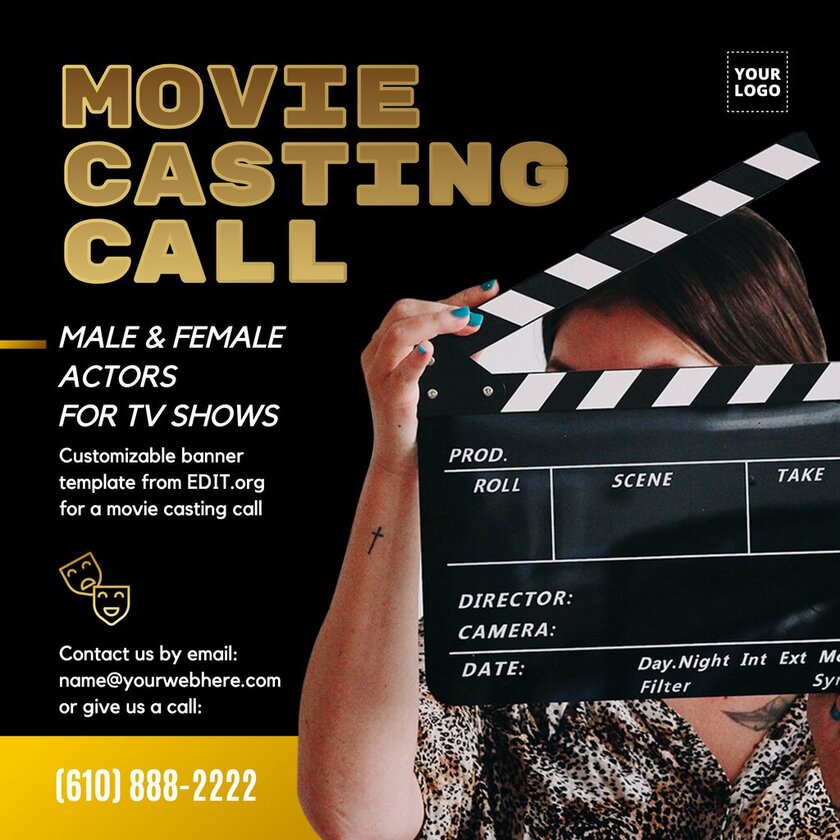 MOVIE
CASTING
CALL
YOUR
LOGO
MALE & FEMALE
ACTORS
FOR TV SHOWS
Customizable banner
template from EDIT.org
for a movie casting call
Contact us by email:
name@yourwebhere.com
or give us a call:
(610) 888-2222
PROD.
ROLL SCENE TAKE
DIRECTOR:
CAMERA:
DATE: Day.Night Int Ext
Filter